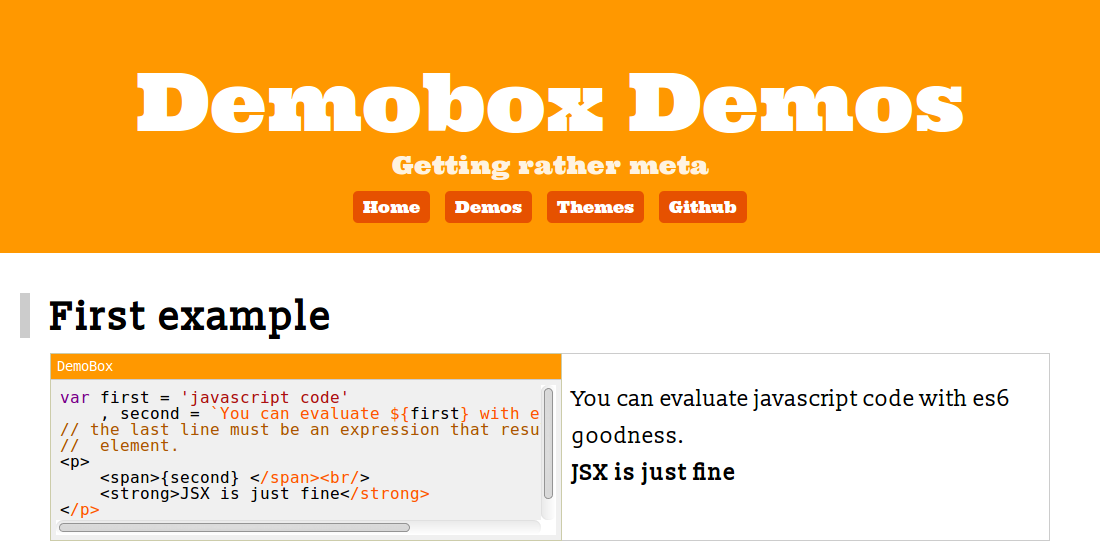 Demobox Demos
Getting rather meta
Home Demos Themes Github
First example
DemoBox
var first = 'javascript code'
    , second = `You can evaluate ${first} with e
// the last line must be an expression that resu
//  element.
<p>
    <span>{second} </span><br/>
    <strong>JSX is just fine</strong>
</p>
You can evaluate javascript code with es6
goodness.
JSX is just fine